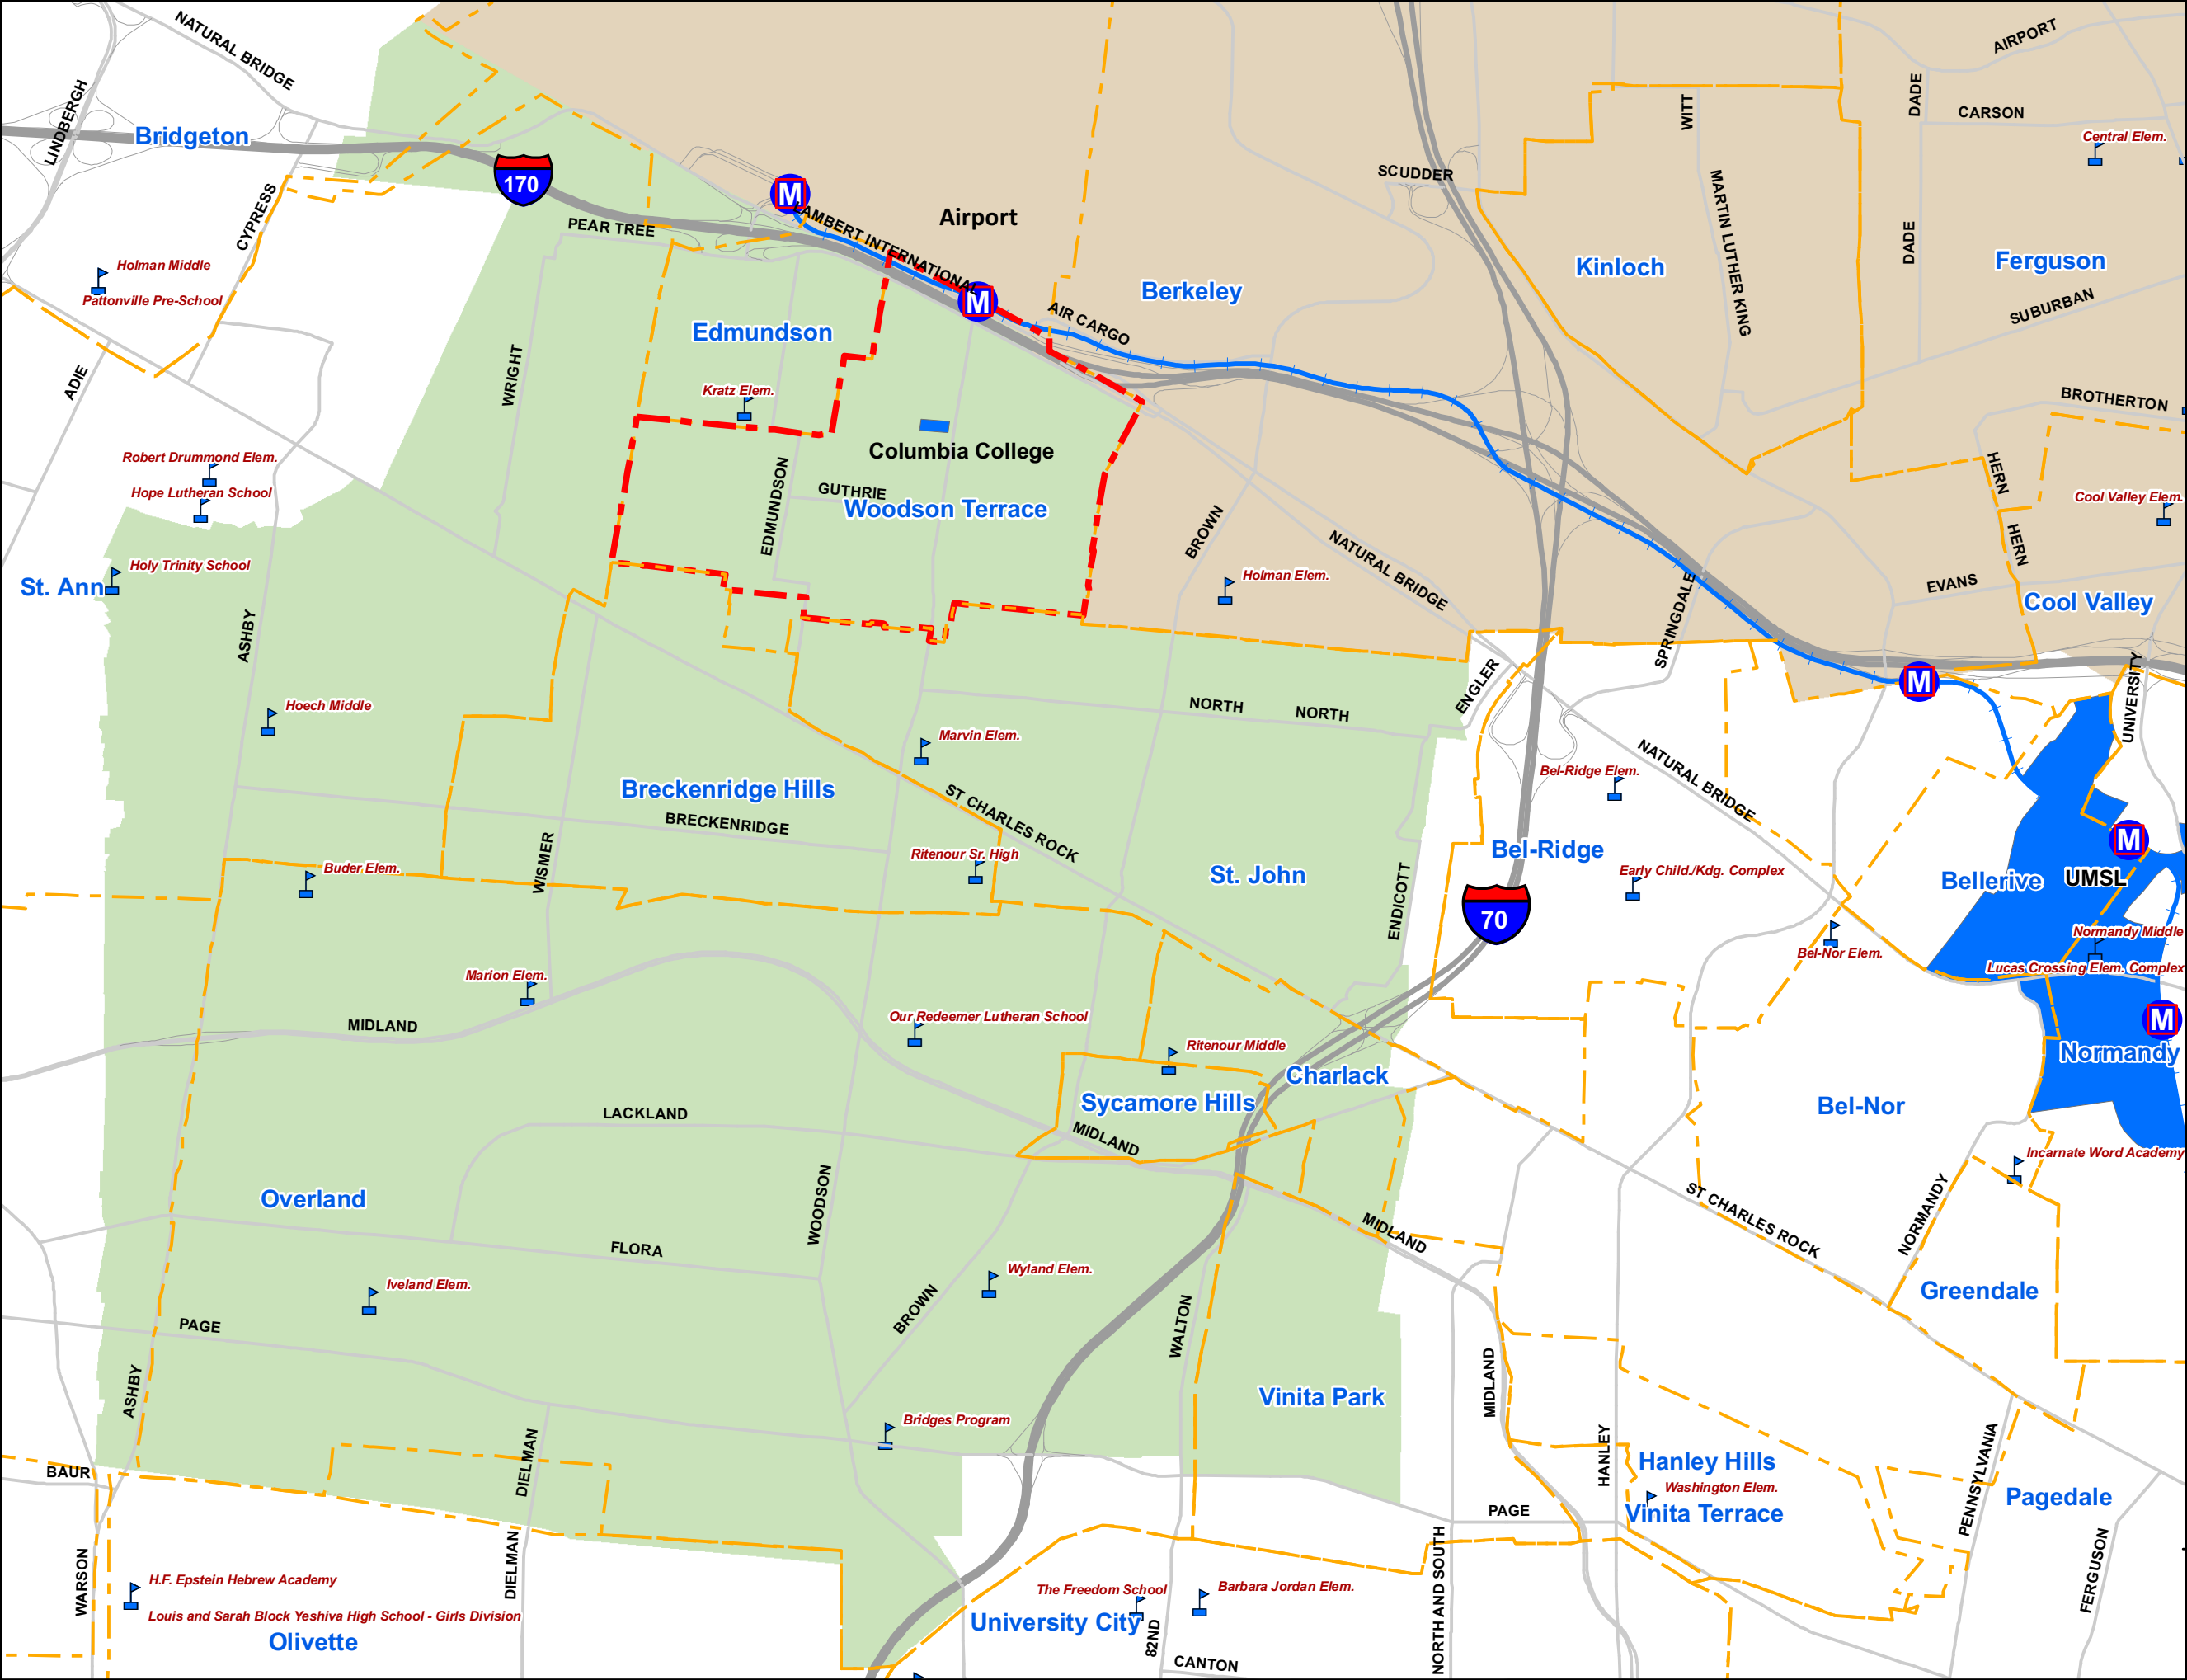 NATURAL BRIDGE
AIRPORT
LINDBERGH
Bridgeton
DADE
WITT
CARSON
Central Elem.
170
M
SCUDDER
CYPRESS
PEAR TREE
LAMBERT INTERNATIONAL
Airport
MARTIN LUTHER KING
DADE
Holman Middle
Pattonville Pre-School
Kinloch
Ferguson
Berkeley
M
SUBURBAN
AIR CARGO
Edmundson
ADIE
WRIGHT
Kratz Elem.
BROTHERTON
Columbia College
Robert Drummond Elem.
Hope Lutheran School
EDMUNDSON
GUTHRIE
Woodson Terrace
HERN
Cool Valley Elem.
BROWN
NATURAL BRIDGE
HERN
Holy Trinity School
St. Ann
Holman Elem.
EVANS
Cool Valley
ASHBY
SPRINGDALE
M
ENGLER
UNIVERSITY
Hoech Middle
NORTH
NORTH
Marvin Elem.
NATURAL BRIDGE
Bel-Ridge Elem.
Breckenridge Hills
BRECKENRIDGE
ST CHARLES ROCK
M
Bel-Ridge
WISMER
Buder Elem.
Ritenour Sr. High
St. John
ENDICOTT
Early Child./Kdg. Complex
Bellerive
UMSL
70
Normandy Middle
Bel-Nor Elem.
Lucas Crossing Elem. Complex
Marion Elem.
MIDLAND
Our Redeemer Lutheran School
M
Ritenour Middle
Normandy
Charlack
Sycamore Hills
Bel-Nor
LACKLAND
MIDLAND
Incarnate Word Academy
Overland
WOODSON
ST CHARLES ROCK
NORMANDY
MIDLAND
FLORA
Wyland Elem.
Iveland Elem.
Greendale
PAGE
BROWN
WALTON
ASHBY
MIDLAND
Vinita Park
Bridges Program
DIELMAN
HANLEY
Hanley Hills
PENNSYLVANIA
BAUR
Washington Elem.
Vinita Terrace
Pagedale
PAGE
WARSON
DIELMAN
NORTH AND SOUTH
FERGUSON
H.F. Epstein Hebrew Academy
The Freedom School
Barbara Jordan Elem.
Louis and Sarah Block Yeshiva High School - Girls Division
University City
82ND
Olivette
CANTON